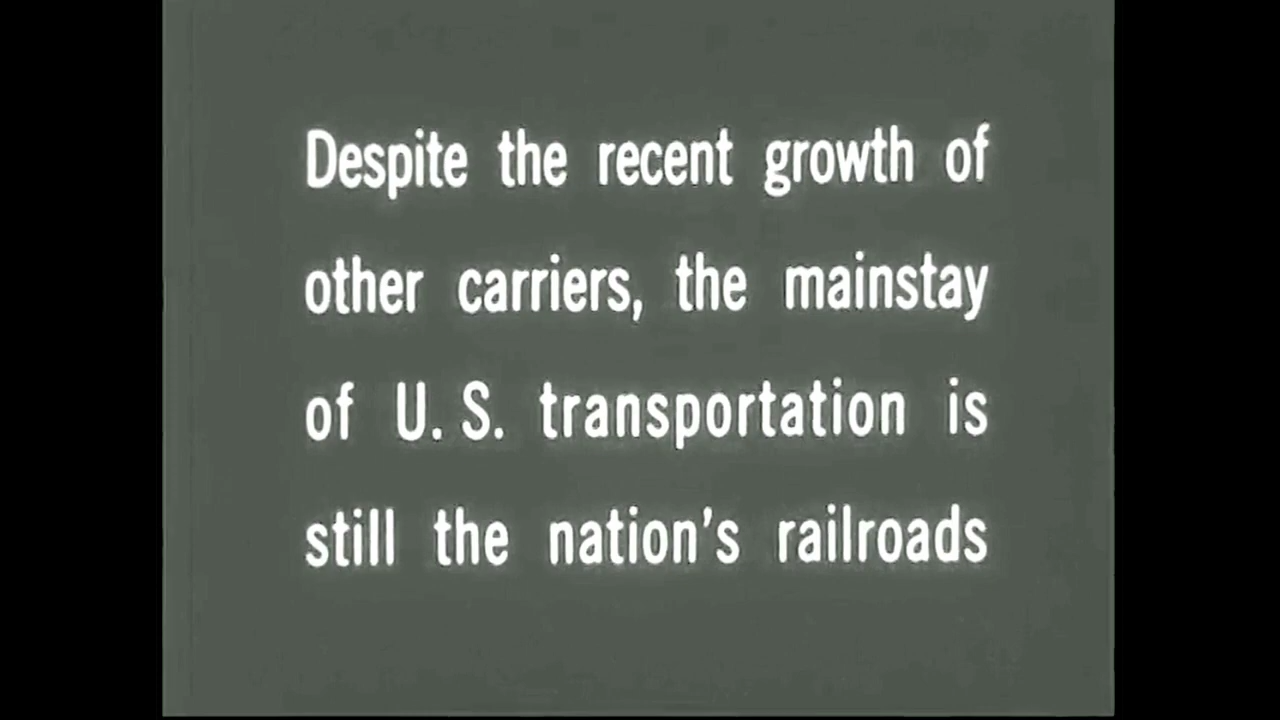 Despite the recent growth of
other carriers, the mainstay
of U. S. transportation is
still the nation's railroads